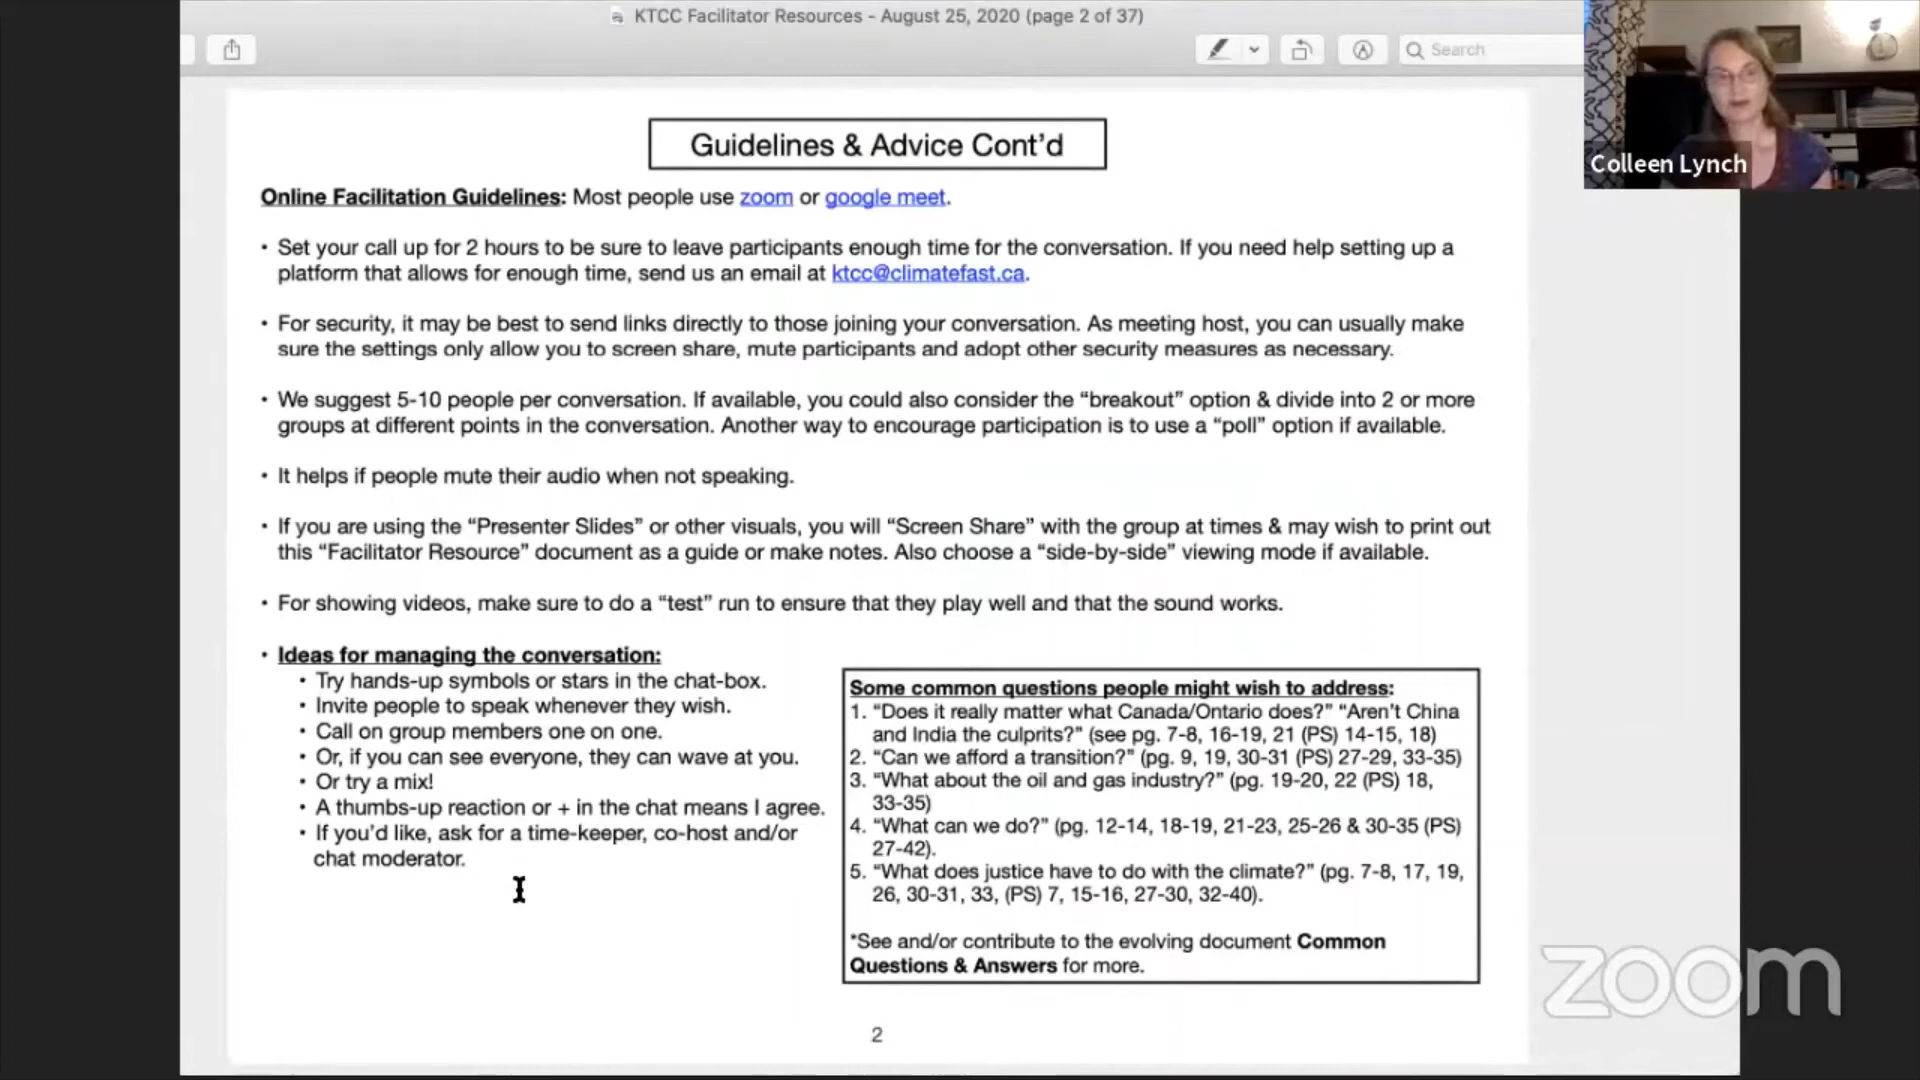 KTCC Facilitator Resources - August 25, 2020 (page 2 of 37)
Search
Colleen Lynch
Guidelines & Advice Cont’d
Online Facilitation Guidelines: Most people use zoom or google meet.
• Set your call up for 2 hours to be sure to leave participants enough time for the conversation. If you need help setting up a
platform that allows for enough time, send us an email at ktcc@climatefast.ca.
• For security, it may be best to send links directly to those joining your conversation. As meeting host, you can usually make
sure the settings only allow you to screen share, mute participants and adopt other security measures as necessary.
• We suggest 5-10 people per conversation. If available, you could also consider the “breakout” option & divide into 2 or more
groups at different points in the conversation. Another way to encourage participation is to use a “poll” option if available.
• It helps if people mute their audio when not speaking.
• If you are using the “Presenter Slides” or other visuals, you will “Screen Share” with the group at times & may wish to print out
this “Facilitator Resource” document as a guide or make notes. Also choose a “side-by-side” viewing mode if available.
• For showing videos, make sure to do a “test” run to ensure that they play well and that the sound works.
• Ideas for managing the conversation:
• Try hands-up symbols or stars in the chat-box.
• Invite people to speak whenever they wish.
• Call on group members one on one.
• Or, if you can see everyone, they can wave at you.
• Or try a mix!
• A thumbs-up reaction or + in the chat means I agree.
• If you’d like, ask for a time-keeper, co-host and/or
chat moderator.
Some common questions people might wish to address:
1. “Does it really matter what Canada/Ontario does?” “Aren’t China
and India the culprits?” (see pg. 7-8, 16-19, 21 (PS) 14-15, 18)
2. “Can we afford a transition?” (pg. 9, 19, 30-31 (PS) 27-29, 33-35)
3. “What about the oil and gas industry?” (pg. 19-20, 22 (PS) 18,
33-35)
4. “What can we do?” (pg. 12-14, 18-19, 21-23, 25-26 & 30-35 (PS)
27-42).
5. “What does justice have to do with the climate?” (pg. 7-8, 17, 19,
26, 30-31, 33, (PS) 7, 15-16, 27-30, 32-40).
*See and/or contribute to the evolving document Common
Questions & Answers for more.
2
zoom